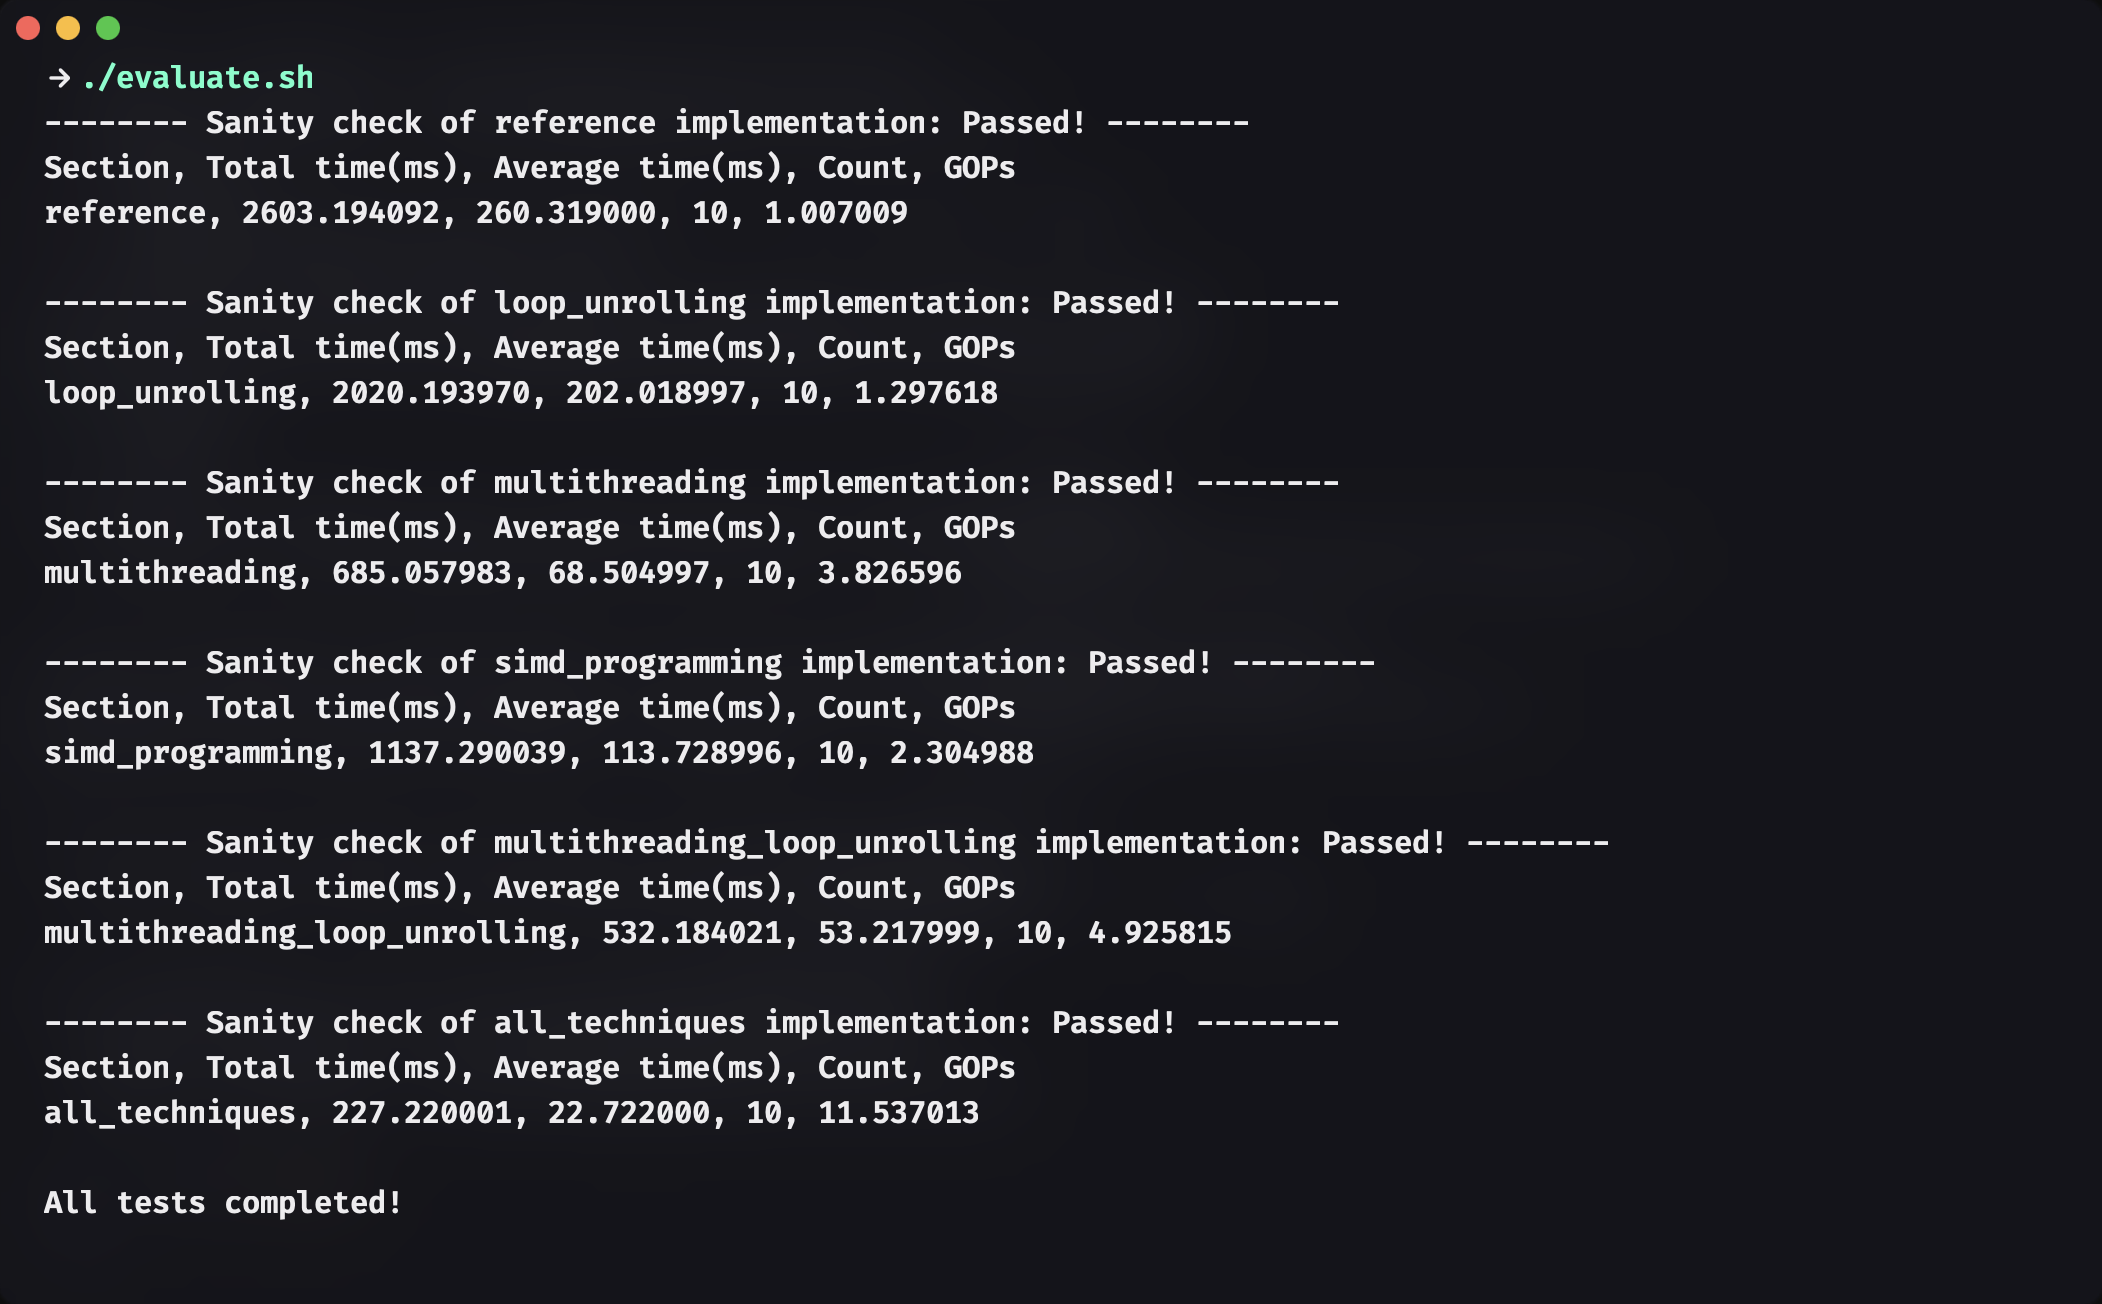 → ./evaluate.sh
-------- Sanity check of reference implementation: Passed! --------
Section, Total time(ms), Average time(ms), Count, GOPs
reference, 2603.194092, 260.319000, 10, 1.007009
-------- Sanity check of loop_unrolling implementation: Passed! --------
Section, Total time(ms), Average time(ms), Count, GOPs
loop_unrolling, 2020.193970, 202.018997, 10, 1.297618
-------- Sanity check of multithreading implementation: Passed! --------
Section, Total time(ms), Average time(ms), Count, GOPs
multithreading, 685.057983, 68.504997, 10, 3.826596
-------- Sanity check of simd_programming implementation: Passed! --------
Section, Total time(ms), Average time(ms), Count, GOPs
simd_programming, 1137.290039, 113.728996, 10, 2.304988
-------- Sanity check of multithreading_loop_unrolling implementation: Passed! --------
Section, Total time(ms), Average time(ms), Count, GOPs
multithreading_loop_unrolling, 532.184021, 53.217999, 10, 4.925815
-------- Sanity check of all_techniques implementation: Passed! --------
Section, Total time(ms), Average time(ms), Count, GOPs
all_techniques, 227.220001, 22.722000, 10, 11.537013
All tests completed!